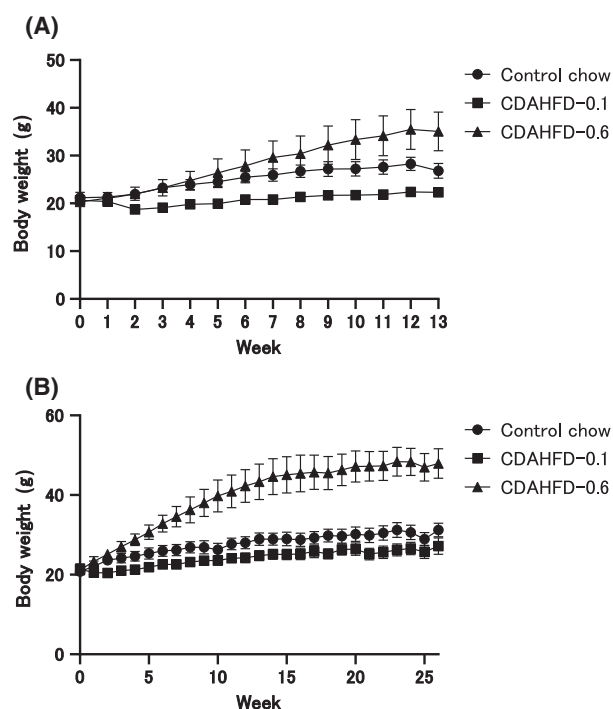 (A)
50
40
30
20
10
0
Body weight (g)
0 1 2 3 4 5 6 7 8 9 10 11 12 13
Week
Control chow
CDAHFD-0.1
CDAHFD-0.6
(B)
60
40
20
0
Body weight (g)
0 5 10 15 20 25
Week
Control chow
CDAHFD-0.1
CDAHFD-0.6